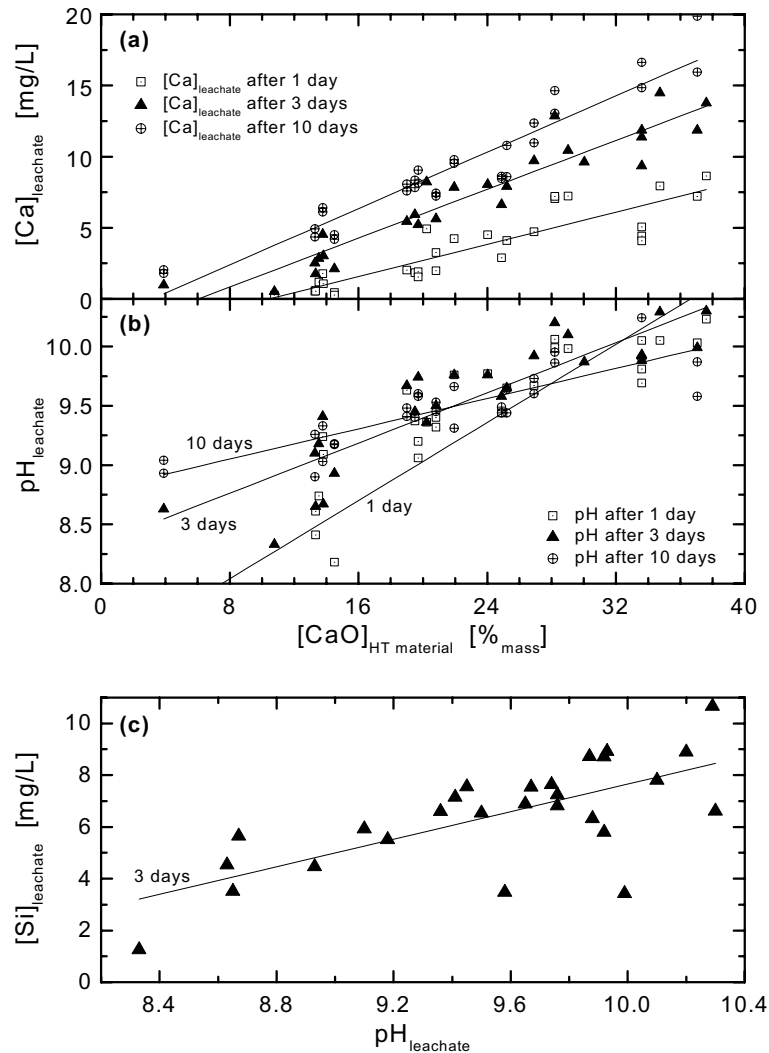 (a)
[Ca]leachate after 1 day
[Ca]leachate after 3 days
[Ca]leachate after 10 days
[Ca]leachate [mg/L]
20
15
10
5
0
(b)
10 days
3 days
1 day
pH after 1 day
pH after 3 days
pH after 10 days
pHleachate
10.0
9.5
9.0
8.5
8.0
0 8 16 24 32 40
[CaO]HT material [%mass]
(c)
3 days
[Si]leachate [mg/L]
10
8
6
4
2
0
8.4 8.8 9.2 9.6 10.0 10.4
pHleachate